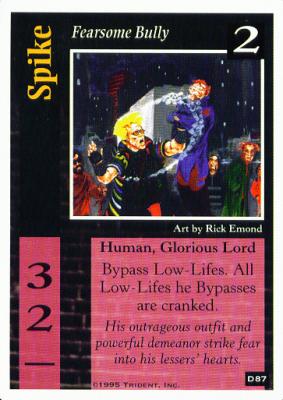 Spike
Fearsome Bully
2
Art by Rick Emond
Human, Glorious Lord
Bypass Low-Lifes. All
Low-Lifes he Bypasses
are cranked.
His outrageous outfit and
powerful demeanor strike fear
into his lessers' hearts.
3
2
—
©1995 TRIDENT, INC.
D87